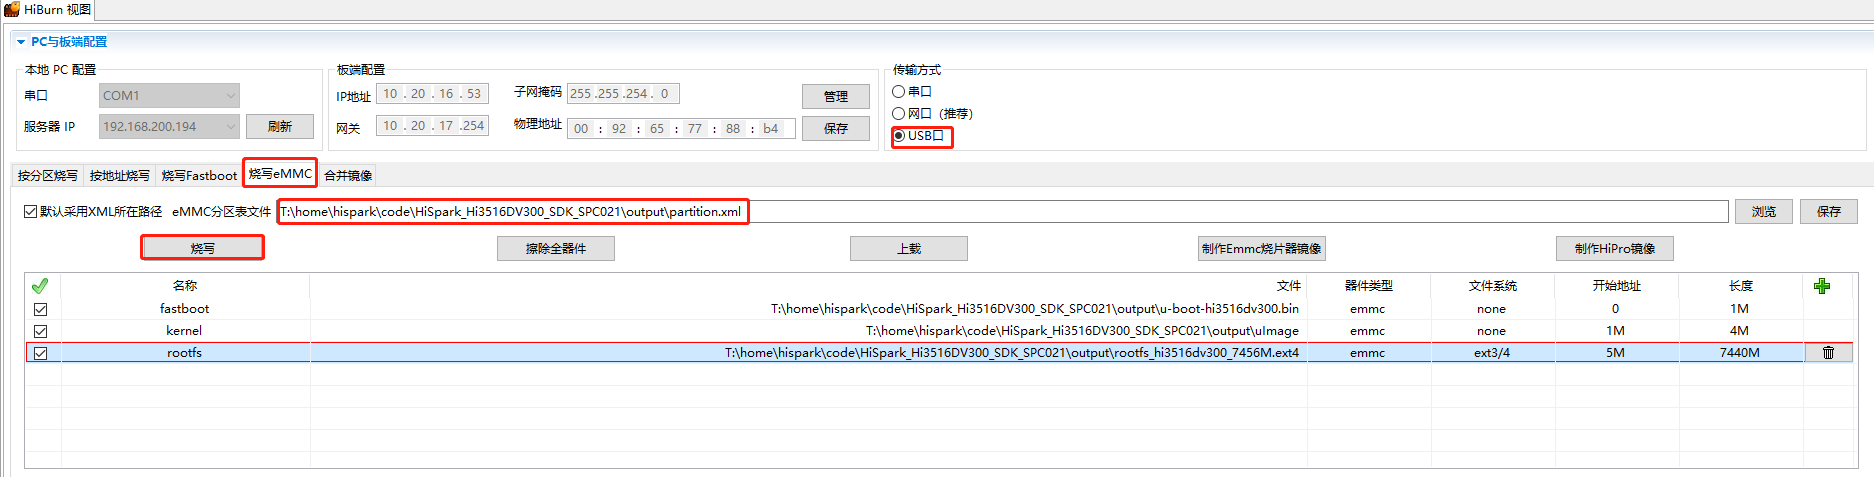 HiBurn 视图
PC与板端配置
本地 PC 配置
串口 COM1
服务器 IP 192.168.200.194 刷新
板端配置
IP地址 10 . 20 . 16 . 53 子网掩码 255 .255 .254 . 0 管理
网关 10 . 20 . 17 .254 物理地址 00 : 92 : 65 : 77 : 88 : b4 保存
传输方式
串口
网口（推荐）
USB口
按分区烧写 按地址烧写 烧写Fastboot 烧写eMMC 合并镜像
默认采用XML所在路径 eMMC分区表文件 T:\home\hispark\code\HiSpark_Hi3516DV300_SDK_SPC021\output\partition.xml 浏览 保存
烧写 擦除全器件 上载 制作Emmc烧片器镜像 制作HiPro镜像
名称 文件 器件类型 文件系统 开始地址 长度
fastboot T:\home\hispark\code\HiSpark_Hi3516DV300_SDK_SPC021\output\u-boot-hi3516dv300.bin emmc none 0 1M
kernel T:\home\hispark\code\HiSpark_Hi3516DV300_SDK_SPC021\output\uImage emmc none 1M 4M
rootfs T:\home\hispark\code\HiSpark_Hi3516DV300_SDK_SPC021\output\rootfs_hi3516dv300_7456M.ext4 emmc ext3/4 5M 7440M